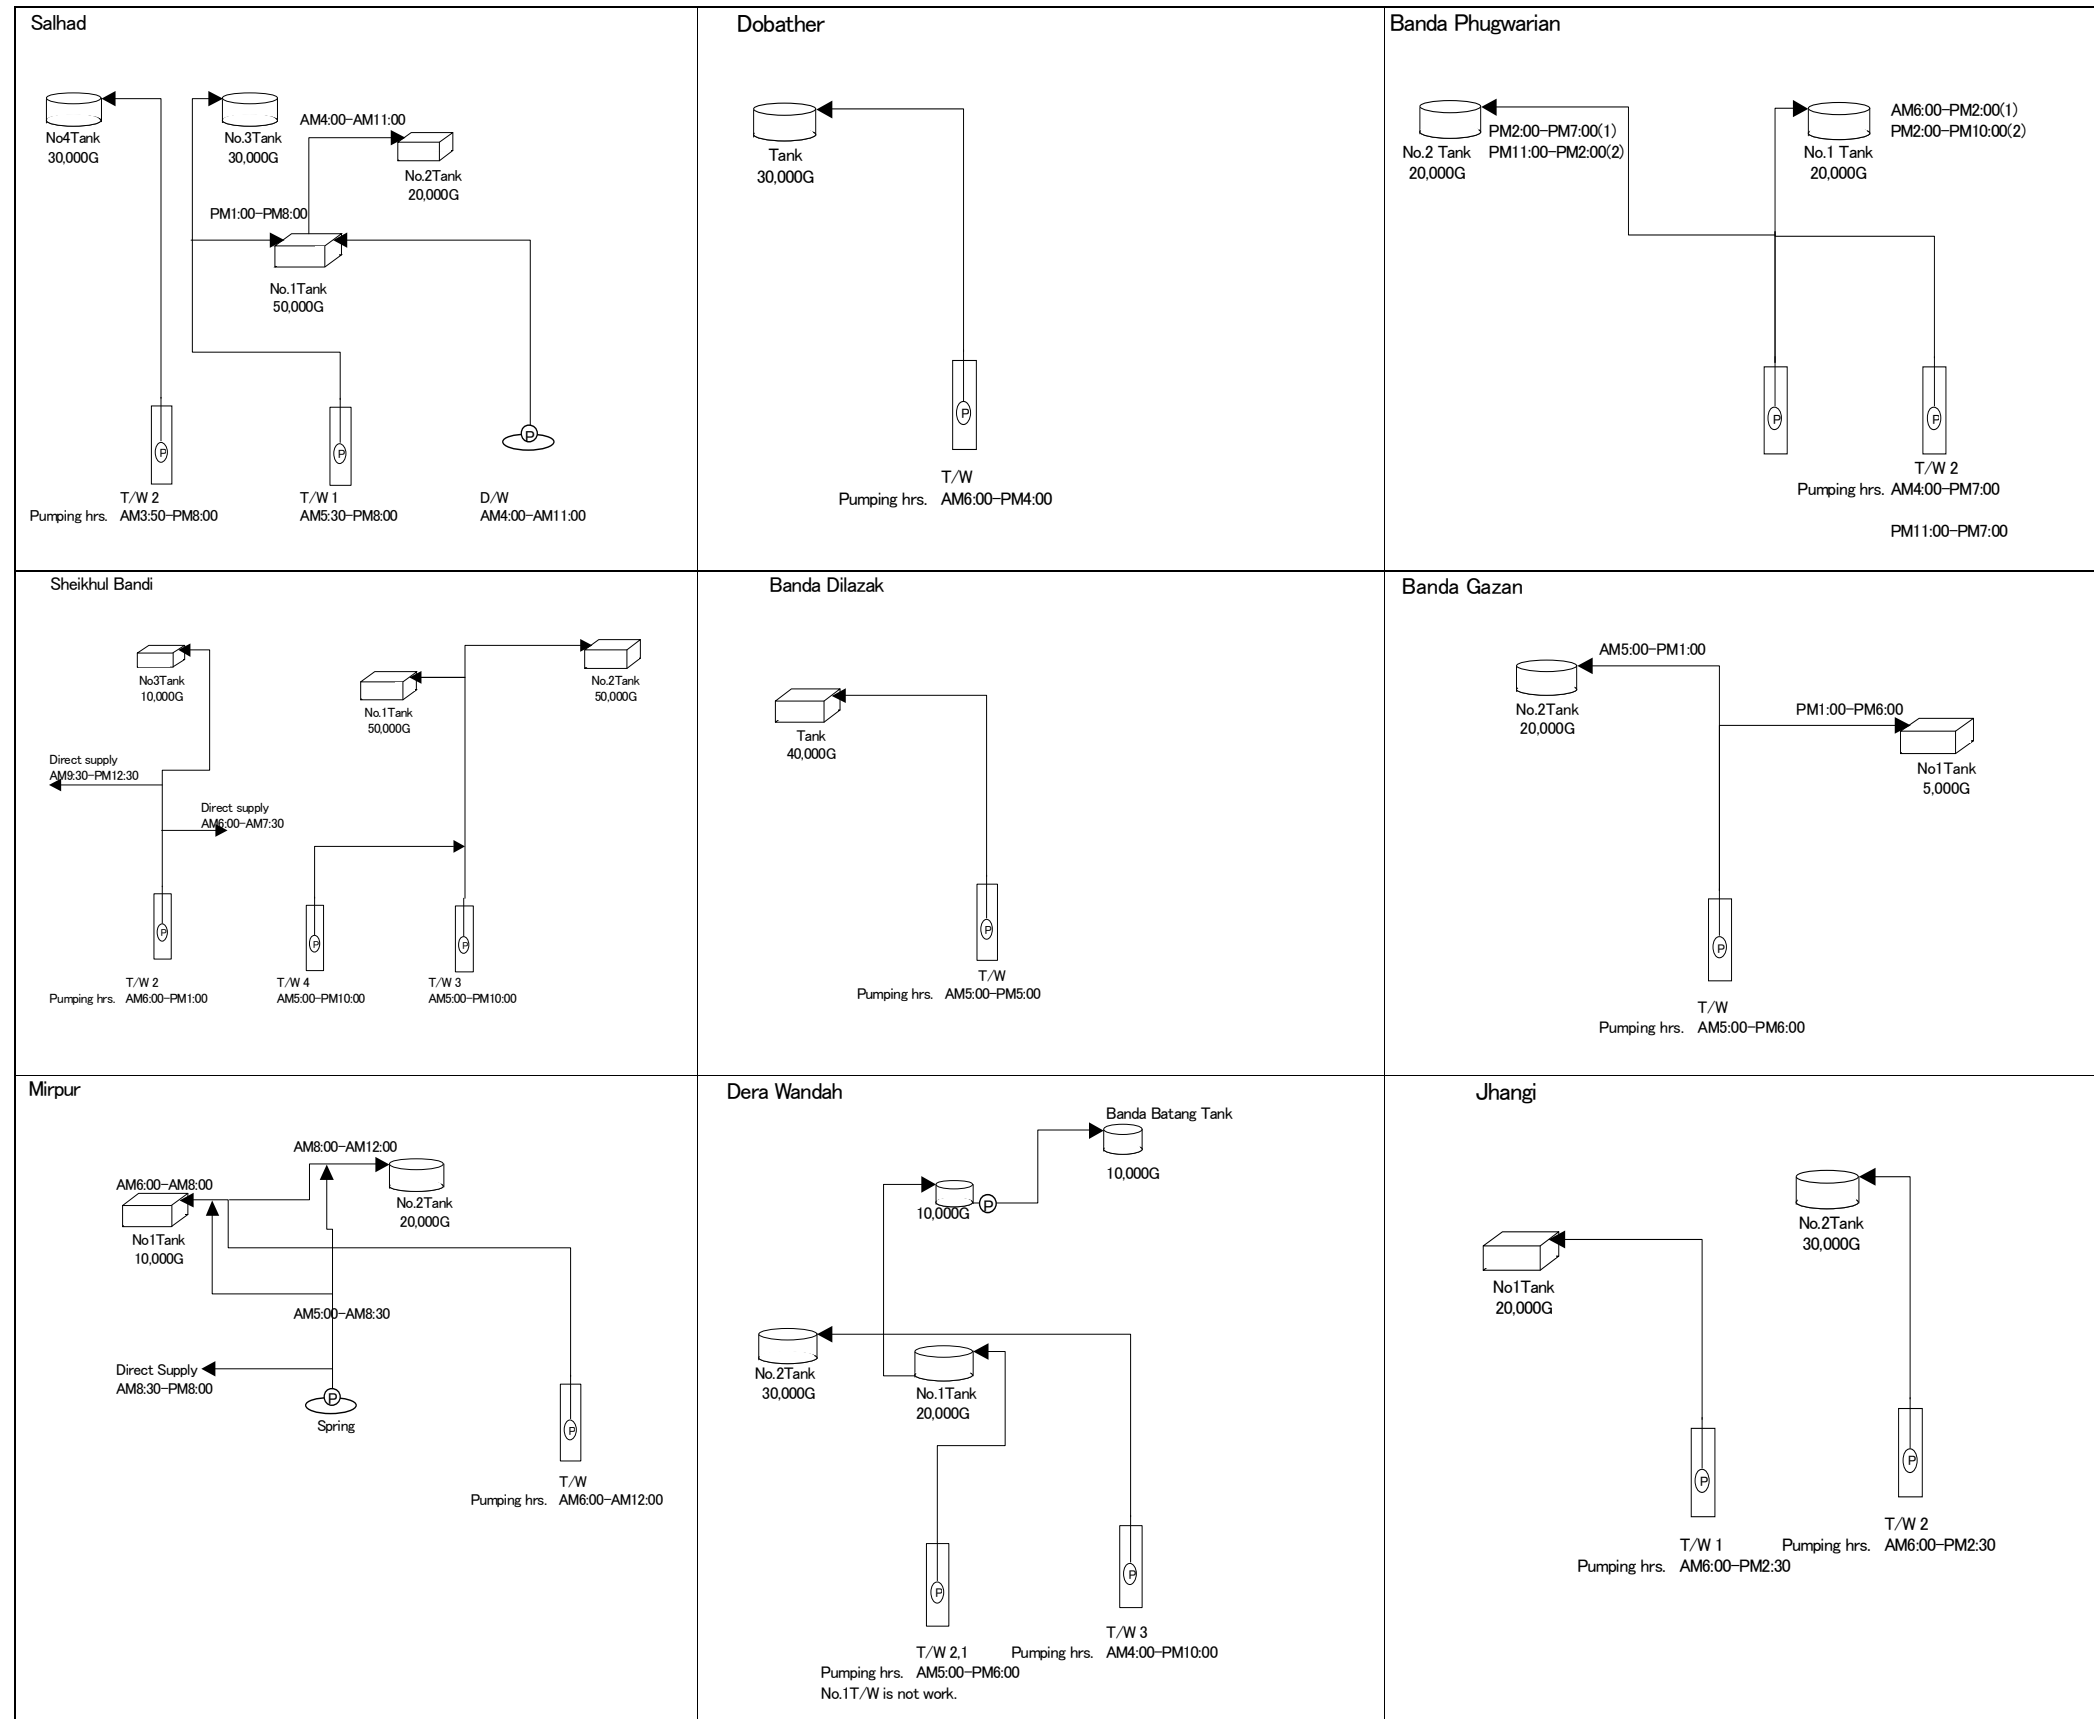 Salhad
No4Tank
30,000G
No.3Tank
30,000G
AM4:00-AM11:00
No.2Tank
20,000G
PM1:00-PM8:00
No.1Tank
50,000G
P
P
P
T/W 2
T/W 1
D/W
Pumping hrs. AM3:50-PM8:00
AM5:30-PM8:00
AM4:00-AM11:00
Dobather
Tank
30,000G
P
T/W
Pumping hrs. AM6:00-PM4:00
Banda Phugwarian
No.2 Tank
20,000G
PM2:00-PM7:00(1)
PM11:00-PM2:00(2)
No.1 Tank
20,000G
AM6:00-PM2:00(1)
PM2:00-PM10:00(2)
P
P
T/W 2
Pumping hrs. AM4:00-PM7:00
PM11:00-PM7:00
Sheikhul Bandi
No3Tank
10,000G
No.1Tank
50,000G
No.2Tank
50,000G
Direct supply
AM9:30-PM12:30
Direct supply
AM6:00-AM7:30
P
P
P
T/W 2
T/W 4
T/W 3
Pumping hrs. AM6:00-PM1:00
AM5:00-PM10:00
AM5:00-PM10:00
Banda Dilazak
Tank
40,000G
P
T/W
Pumping hrs. AM5:00-PM5:00
Banda Gazan
AM5:00-PM1:00
No.2Tank
20,000G
PM1:00-PM6:00
No1Tank
5,000G
P
T/W
Pumping hrs. AM5:00-PM6:00
Mirpur
AM8:00-AM12:00
AM6:00-AM8:00
No.2Tank
20,000G
No1Tank
10,000G
AM5:00-AM8:30
Direct Supply
AM8:30-PM8:00
P
Spring
P
T/W
Pumping hrs. AM6:00-AM12:00
Dera Wandah
Banda Batang Tank
10,000G
10,000G
P
No.2Tank
30,000G
No.1Tank
20,000G
P
P
T/W 3
Pumping hrs. AM4:00-PM10:00
T/W 2,1
Pumping hrs. AM5:00-PM6:00
No.1T/W is not work.
Jhangi
No.2Tank
30,000G
No1Tank
20,000G
P
P
T/W 2
Pumping hrs. AM6:00-PM2:30
T/W 1
Pumping hrs. AM6:00-PM2:30